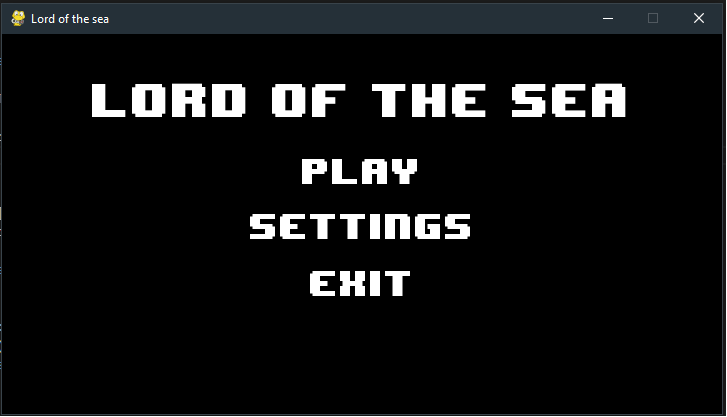 Lord of the sea
LORD OF THE SEA
PLAY
SETTINGS
EXIT